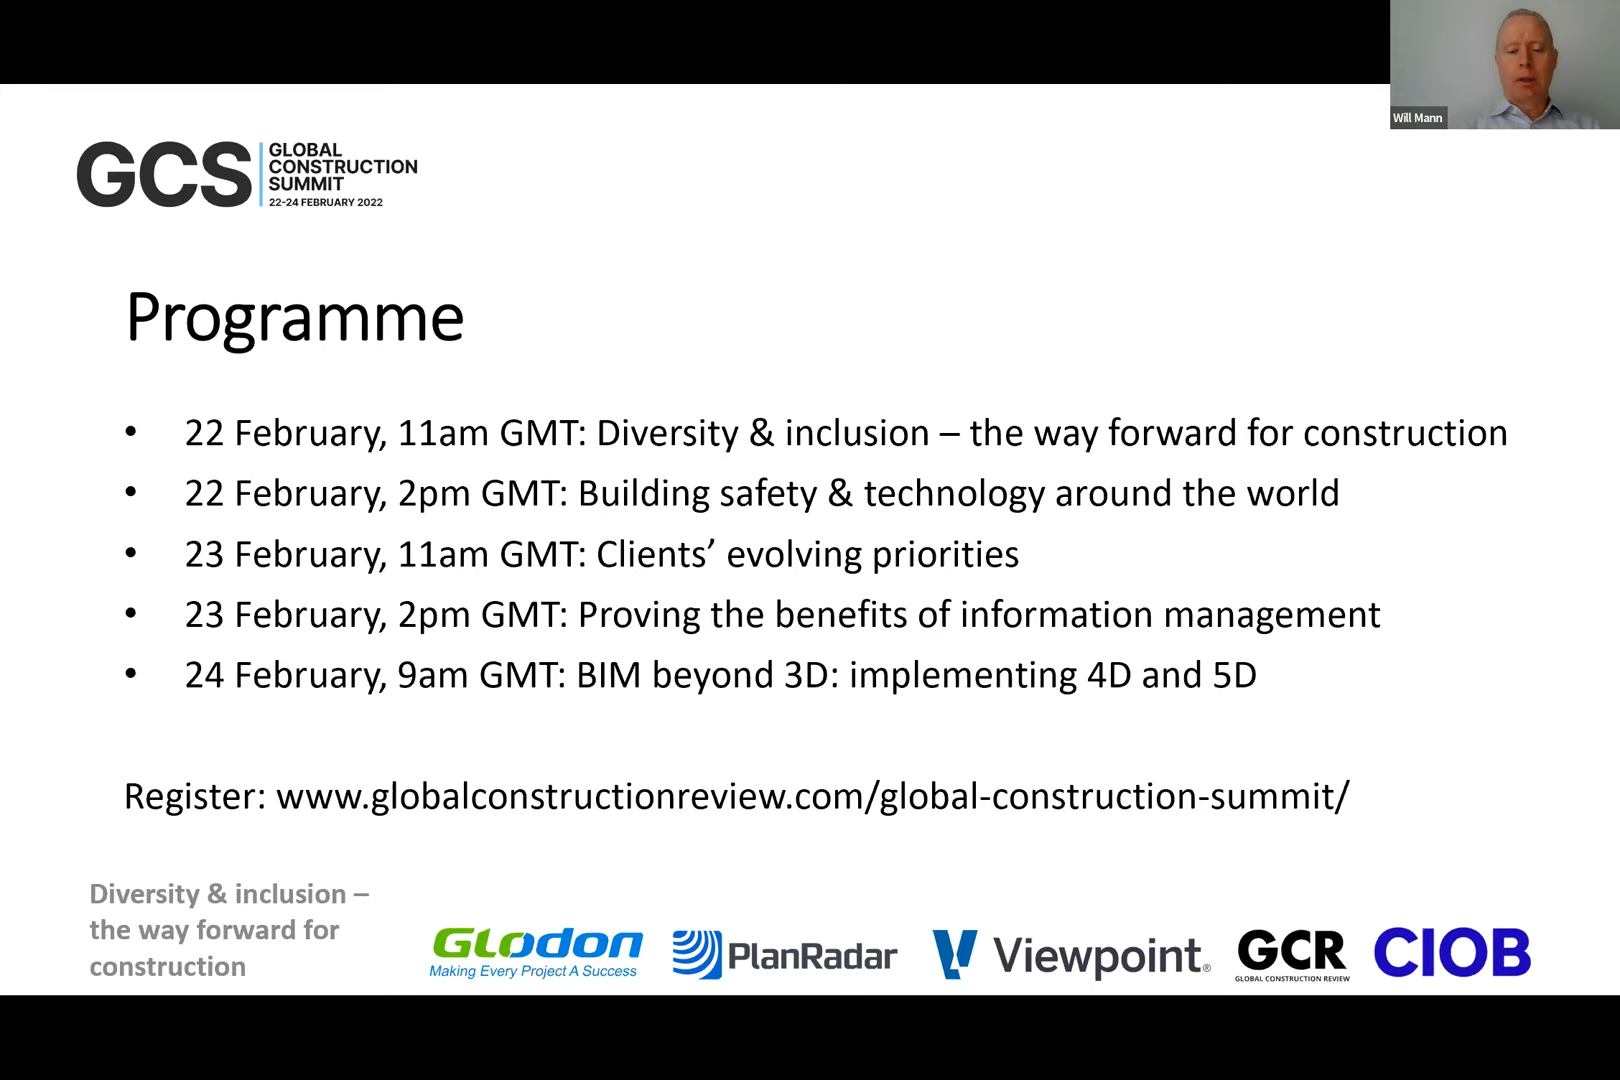 Will Mann
GCS
GLOBAL
CONSTRUCTION
SUMMIT
22-24 FEBRUARY 2022
Programme
• 22 February, 11am GMT: Diversity & inclusion – the way forward for construction
• 22 February, 2pm GMT: Building safety & technology around the world
• 23 February, 11am GMT: Clients’ evolving priorities
• 23 February, 2pm GMT: Proving the benefits of information management
• 24 February, 9am GMT: BIM beyond 3D: implementing 4D and 5D
Register: www.globalconstructionreview.com/global-construction-summit/
Diversity & inclusion –
the way forward for
construction
GLodon
Making Every Project A Success
PlanRadar
Viewpoint®
GCR
GLOBAL CONSTRUCTION REVIEW
CIOB